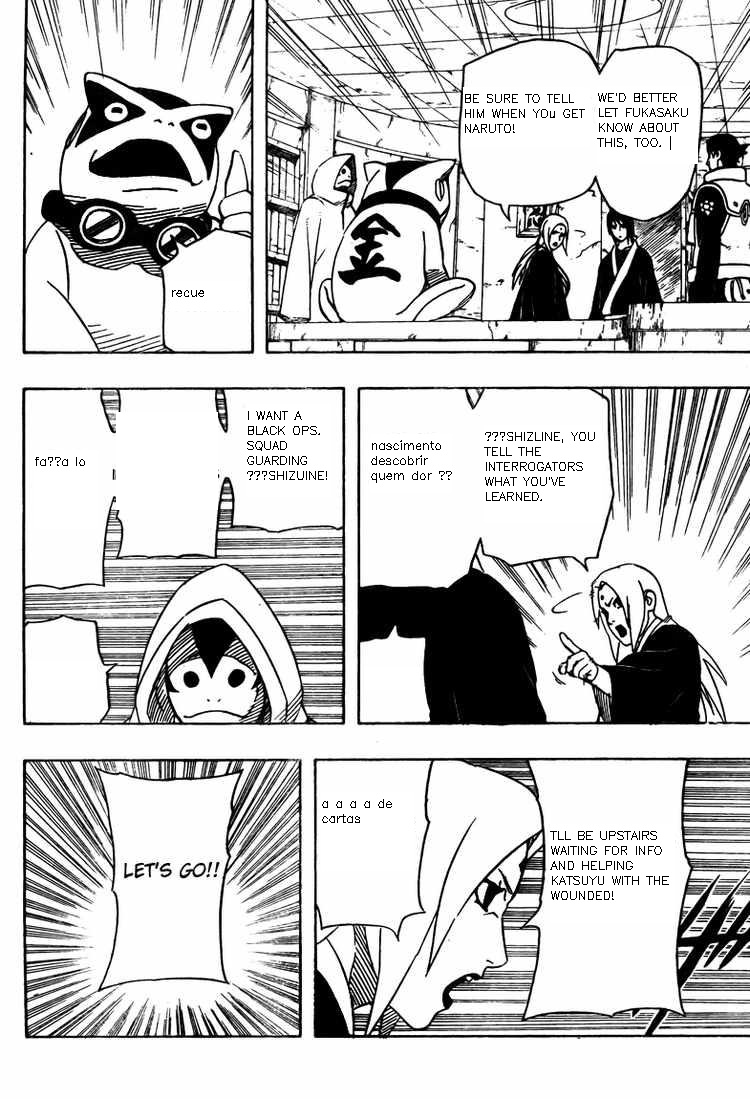 WE'D BETTER
LET FUKASAKU
KNOW ABOUT
THIS, TOO. |
BE SURE TO TELL
HIM WHEN YOu GET
NARUTO!
金
recue
???SHIZLINE, YOU
TELL THE
INTERROGATORS
WHAT YOU'VE
LEARNED.
nascimento
descobrir
quem dor ??
I WANT A
BLACK OPS.
SQUAD
GUARDING
???SHIZUINE!
fa??a lo
TLL BE UPSTAIRS
WAITING FOR INFO
AND HELPING
KATSUYU WITH THE
WOUNDED!
a a a a de
cartas
LET'S GO!!